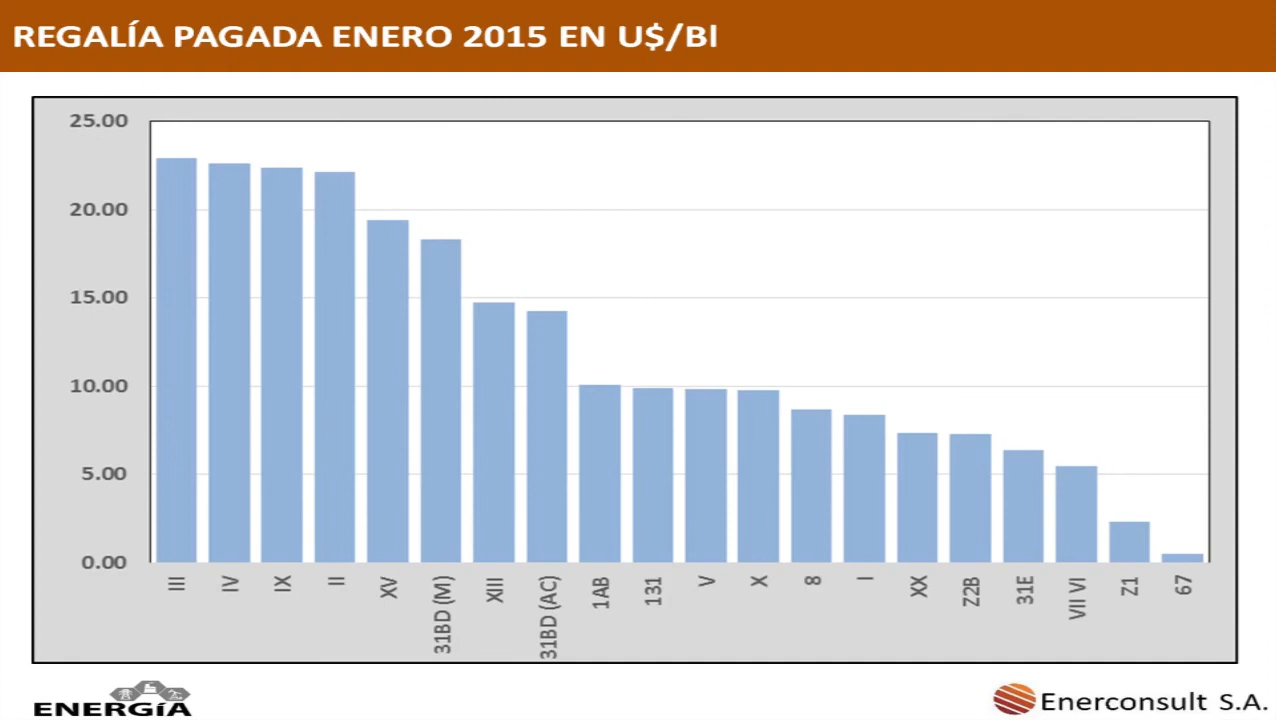 REGALÍA PAGADA ENERO 2015 EN U$/Bl
25.00
20.00
15.00
10.00
5.00
0.00
III
IV
IX
II
XV
31BD (M)
XIII
31BD (AC)
1AB
131
V
X
8
I
XX
Z2B
31E
VII VI
Z1
67
ENERGÍA
Enerconsult S.A.